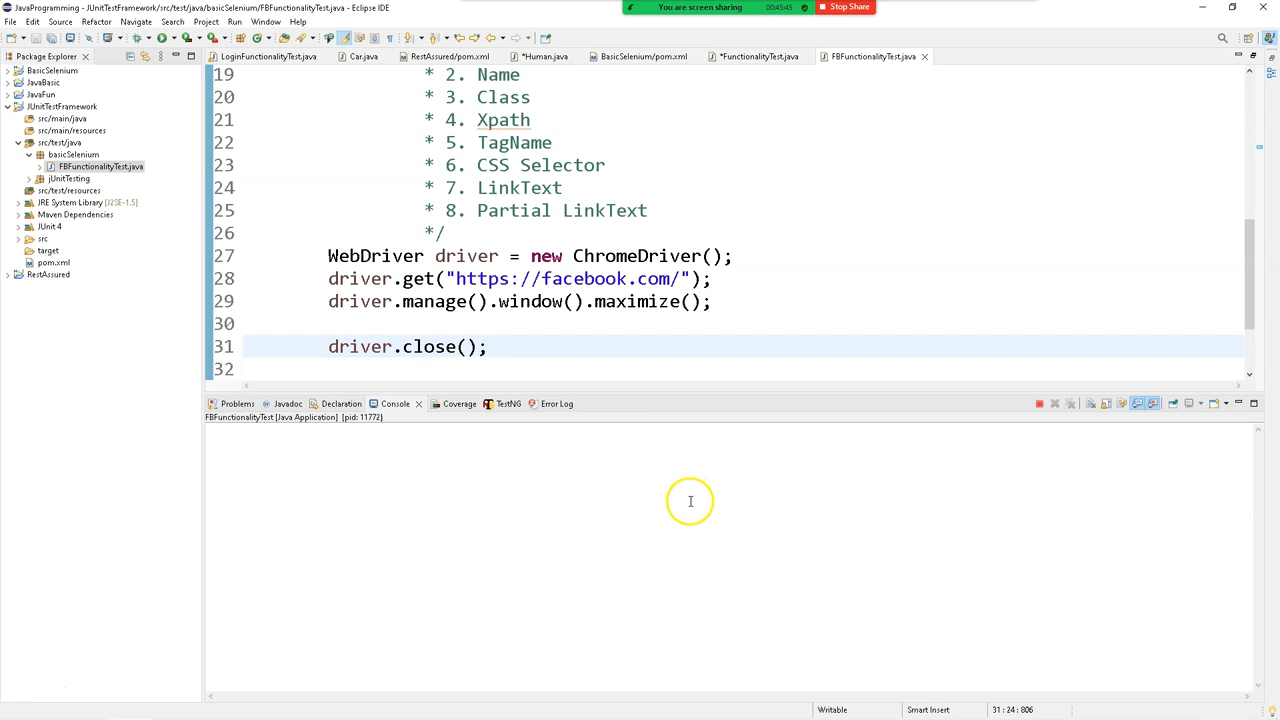 JavaProgramming - JUnitTestFramework/src/test/java/basicSelenium/FBFunctionalityTest.java - Eclipse IDE
You are screen sharing
00:45:45
Stop Share
File Edit Source Refactor Navigate Search Project Run Window Help
Package Explorer
LoginFunctionalityTest.java
Car.java
RestAssured/pom.xml
*Human.java
BasicSelenium/pom.xml
*FunctionalityTest.java
FBFunctionalityTest.java
BasicSelenium
JavaBasic
JavaFun
JUnitTestFramework
src/main/java
src/main/resources
src/test/java
basicSelenium
FBFunctionalityTest.java
jUnitTesting
src/test/resources
JRE System Library [J2SE-1.5]
Maven Dependencies
JUnit 4
src
target
pom.xml
RestAssured
19 * 2. Name
20 * 3. Class
21 * 4. Xpath
22 * 5. TagName
23 * 6. CSS Selector
24 * 7. LinkText
25 * 8. Partial LinkText
26 */
27 WebDriver driver = new ChromeDriver();
28 driver.get("https://facebook.com/");
29 driver.manage().window().maximize();
30
31 driver.close();
32
Problems Javadoc Declaration Console Coverage TestNG Error Log
FBFunctionalityTest [Java Application] [pid: 11772]
Writable Smart Insert 31 : 24 : 806